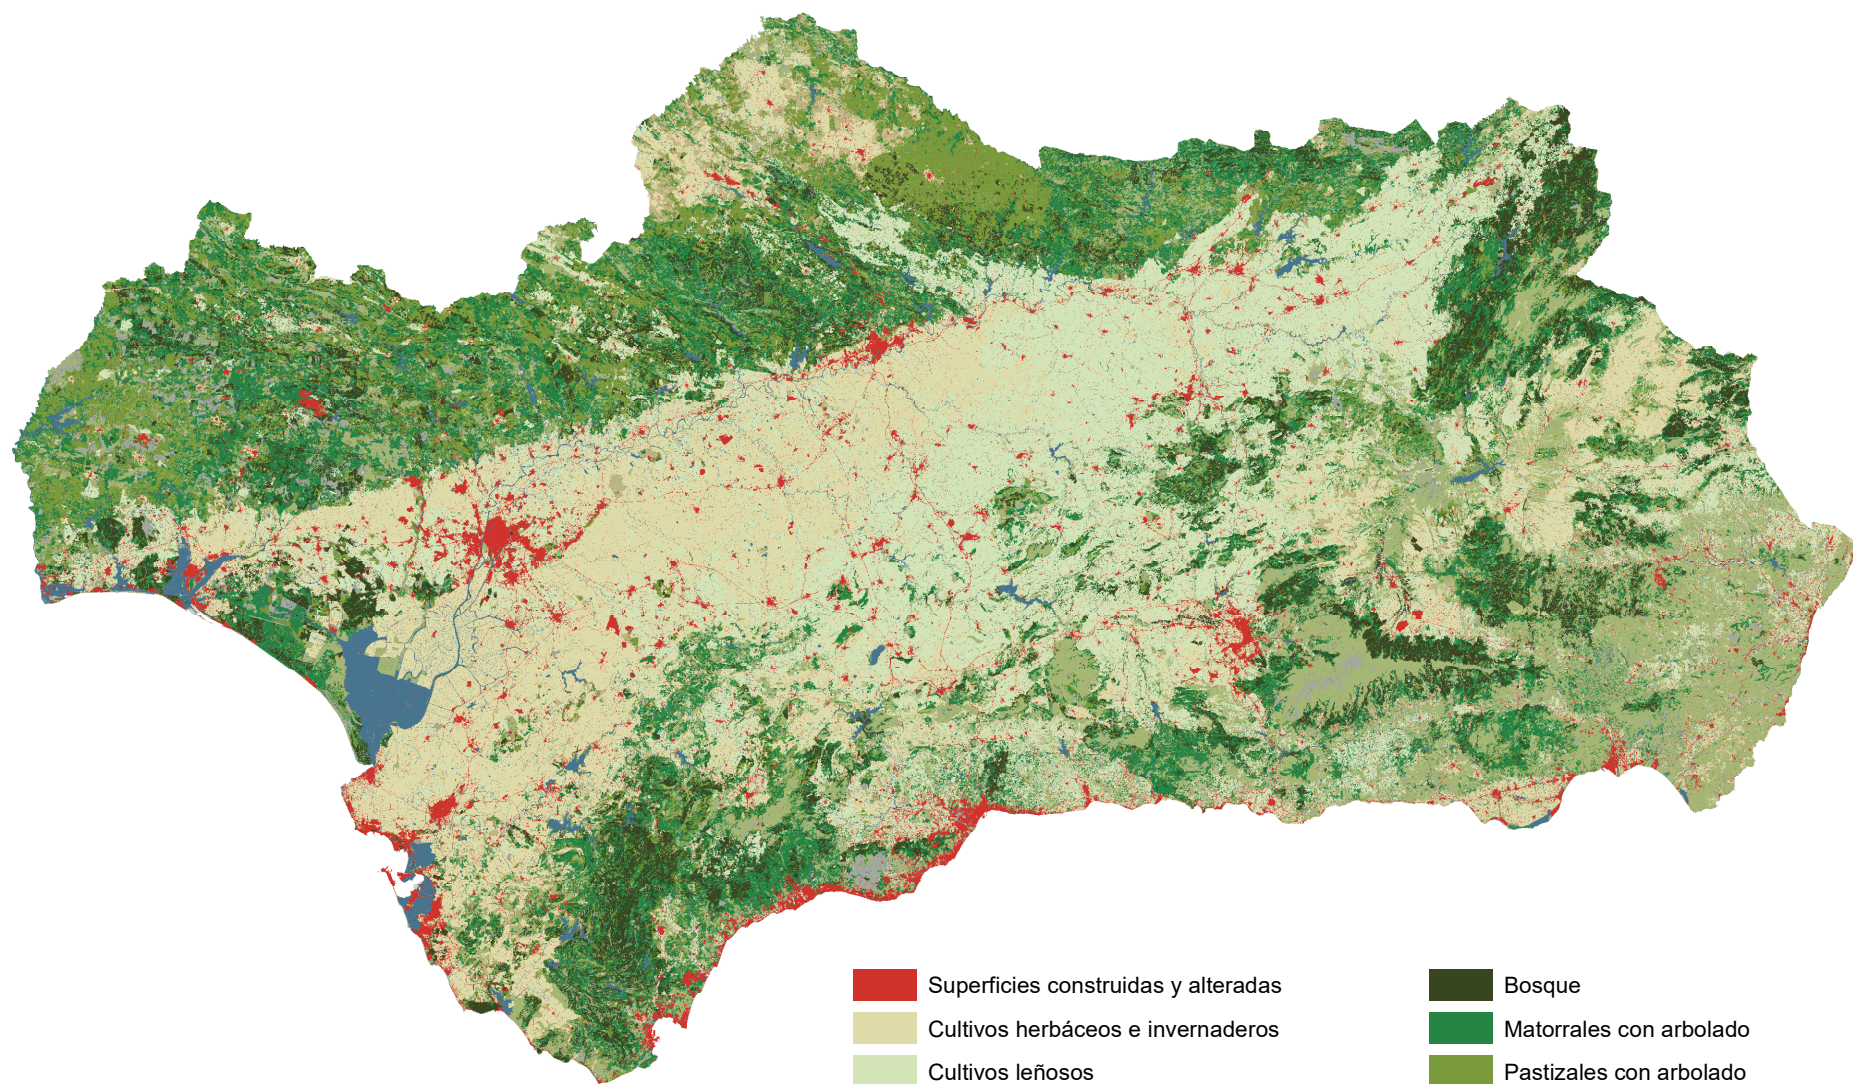 Superficies construidas y alteradas
Cultivos herbáceos e invernaderos
Cultivos leñosos
Bosque
Matorrales con arbolado
Pastizales con arbolado